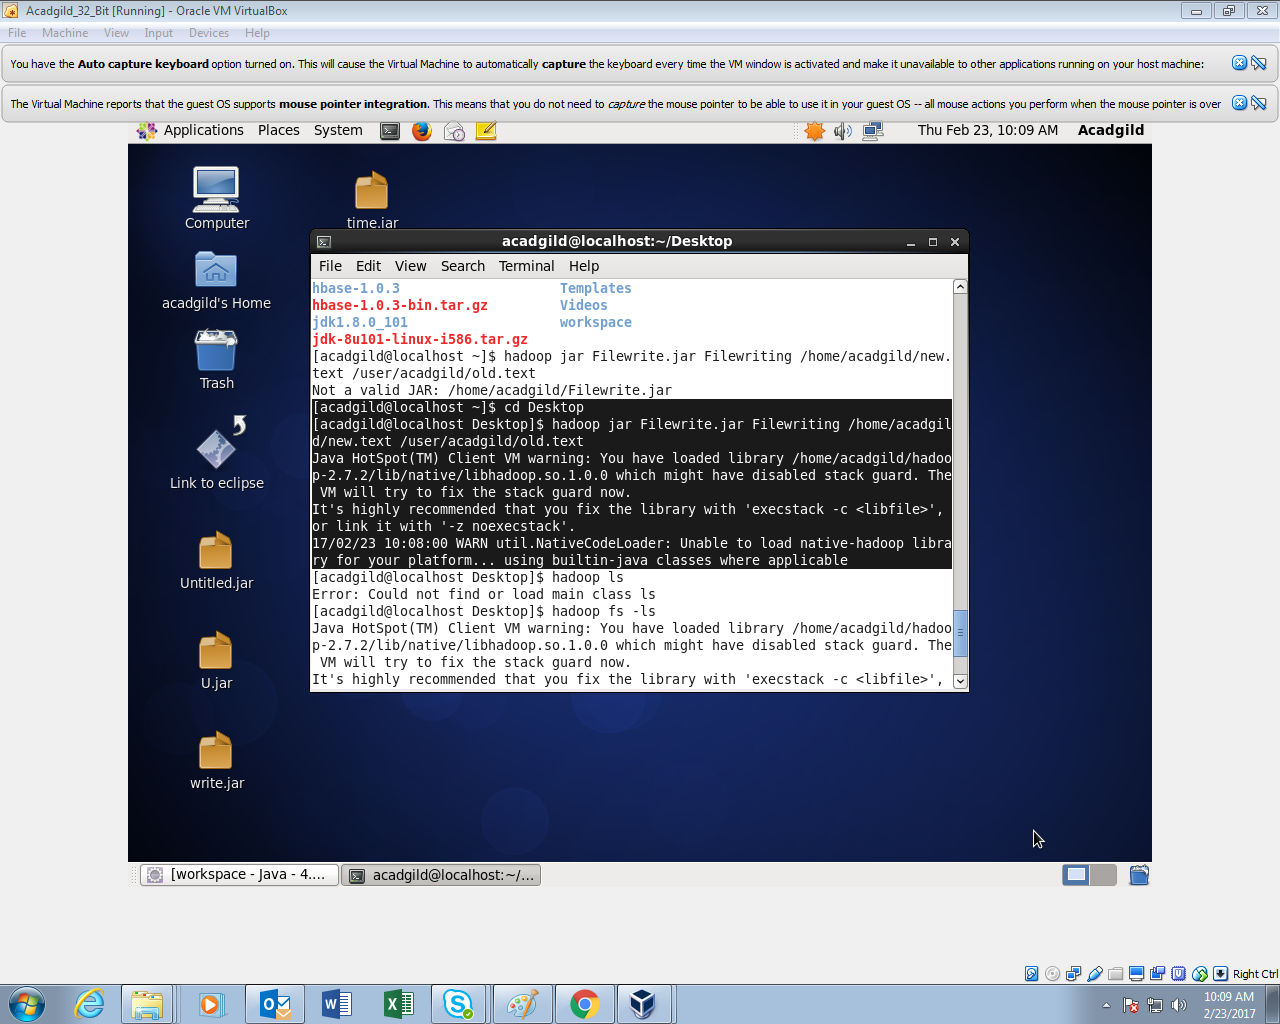 Acadgild_32_Bit [Running] - Oracle VM VirtualBox
File Machine View Input Devices Help
You have the Auto capture keyboard option turned on. This will cause the Virtual Machine to automatically capture the keyboard every time the VM window is activated and make it unavailable to other applications running on your host machine:
The Virtual Machine reports that the guest OS supports mouse pointer integration. This means that you do not need to capture the mouse pointer to be able to use it in your guest OS -- all mouse actions you perform when the mouse pointer is over
Applications Places System Thu Feb 23, 10:09 AM Acadgild
Computer
time.jar
acadgild's Home
Trash
Link to eclipse
Untitled.jar
U.jar
write.jar
acadgild@localhost:~/Desktop
File Edit View Search Terminal Help
hbase-1.0.3 Templates
hbase-1.0.3-bin.tar.gz Videos
jdk1.8.0_101 workspace
jdk-8u101-linux-i586.tar.gz
[acadgild@localhost ~]$ hadoop jar Filewrite.jar Filewriting /home/acadgild/new.
text /user/acadgild/old.text
Not a valid JAR: /home/acadgild/Filewrite.jar
[acadgild@localhost ~]$ cd Desktop
[acadgild@localhost Desktop]$ hadoop jar Filewrite.jar Filewriting /home/acadgil
d/new.text /user/acadgild/old.text
Java HotSpot(TM) Client VM warning: You have loaded library /home/acadgild/hadoo
p-2.7.2/lib/native/libhadoop.so.1.0.0 which might have disabled stack guard. The
 VM will try to fix the stack guard now.
It's highly recommended that you fix the library with 'execstack -c <libfile>',
or link it with '-z noexecstack'.
17/02/23 10:08:00 WARN util.NativeCodeLoader: Unable to load native-hadoop libra
ry for your platform... using builtin-java classes where applicable
[acadgild@localhost Desktop]$ hadoop ls
Error: Could not find or load main class ls
[acadgild@localhost Desktop]$ hadoop fs -ls
Java HotSpot(TM) Client VM warning: You have loaded library /home/acadgild/hadoo
p-2.7.2/lib/native/libhadoop.so.1.0.0 which might have disabled stack guard. The
 VM will try to fix the stack guard now.
It's highly recommended that you fix the library with 'execstack -c <libfile>',
[workspace - Java - 4.... acadgild@localhost:~/...
Right Ctrl
10:09 AM
2/23/2017